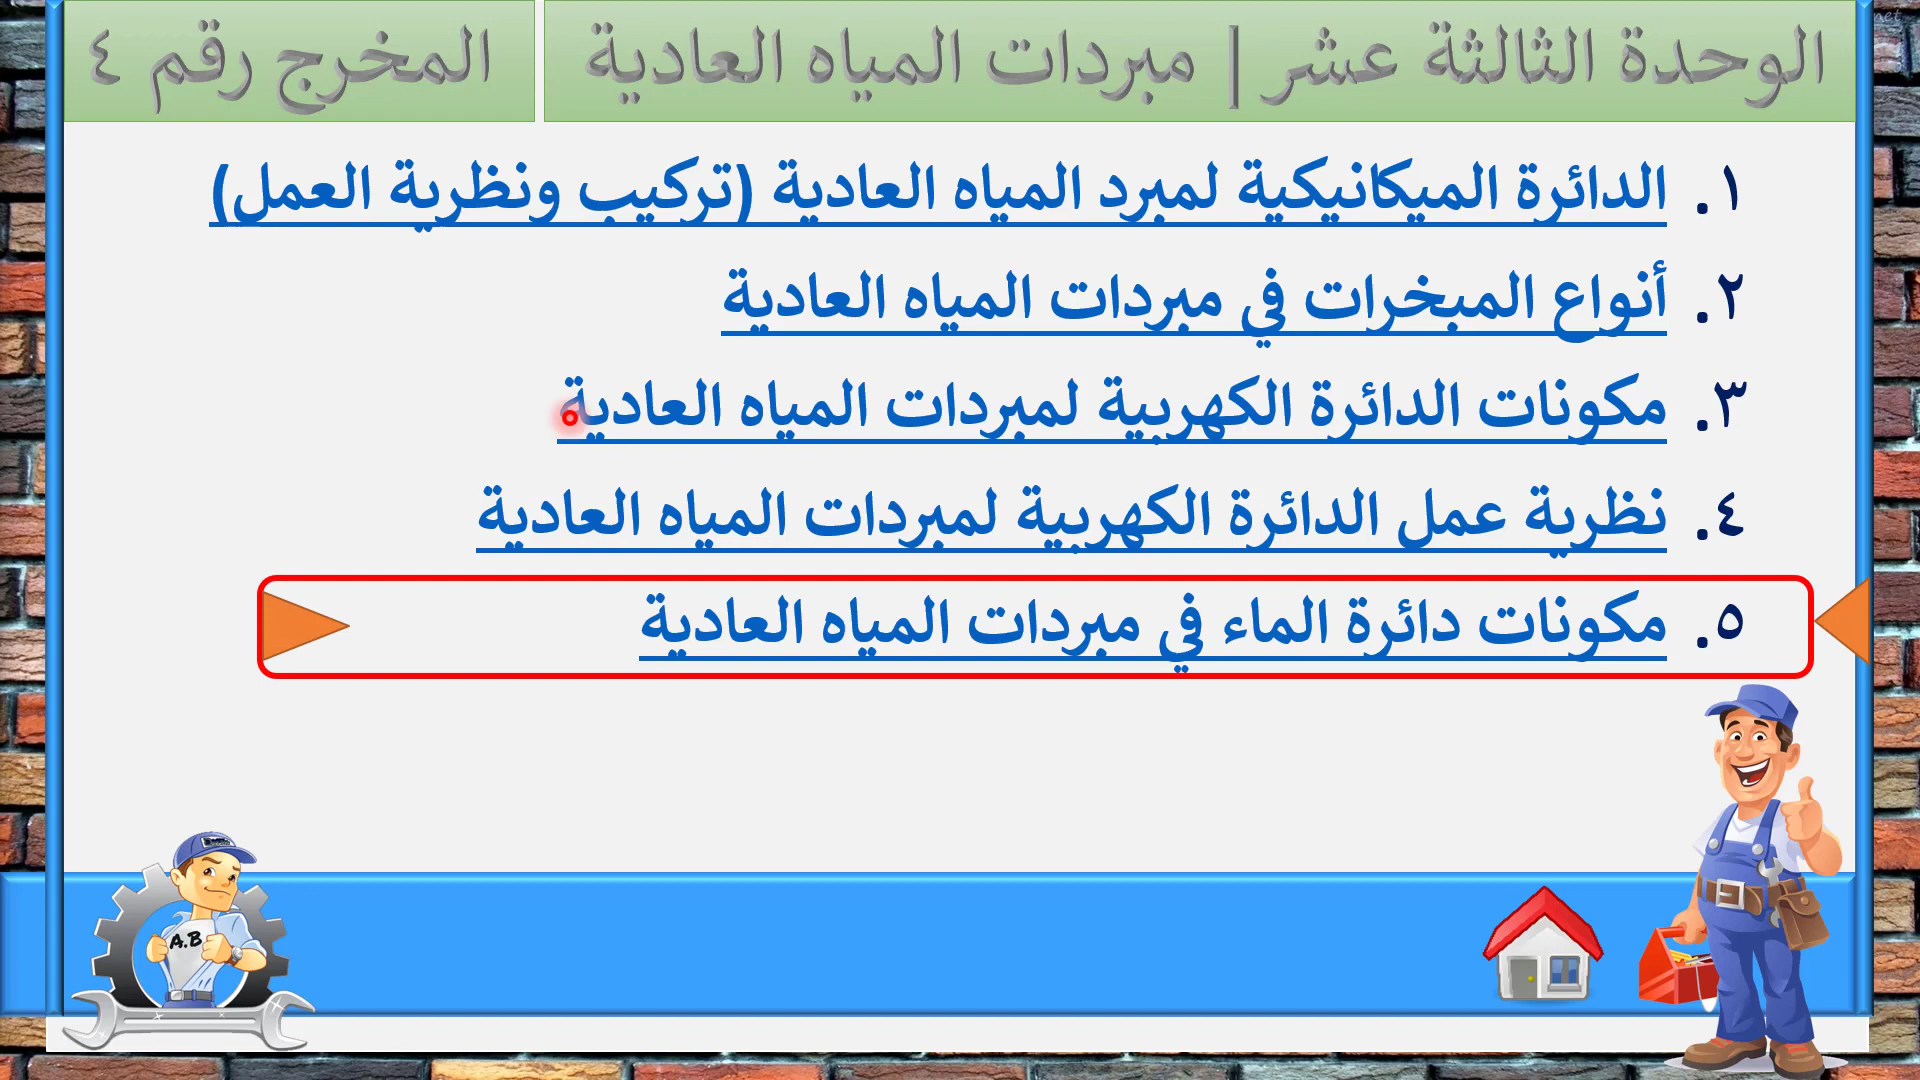 الوحدة الثالثة عشر | مبردات المياه العادية
المخرج رقم ٤
١. الدائرة الميكانيكية لمبرد المياه العادية (تركيب ونظرية العمل)
٢. أنواع المبخرات في مبردات المياه العادية
٣. مكونات الدائرة الكهربية لمبردات المياه العادية
٤. نظرية عمل الدائرة الكهربية لمبردات المياه العادية
٥. مكونات دائرة الماء في مبردات المياه العادية
A.B